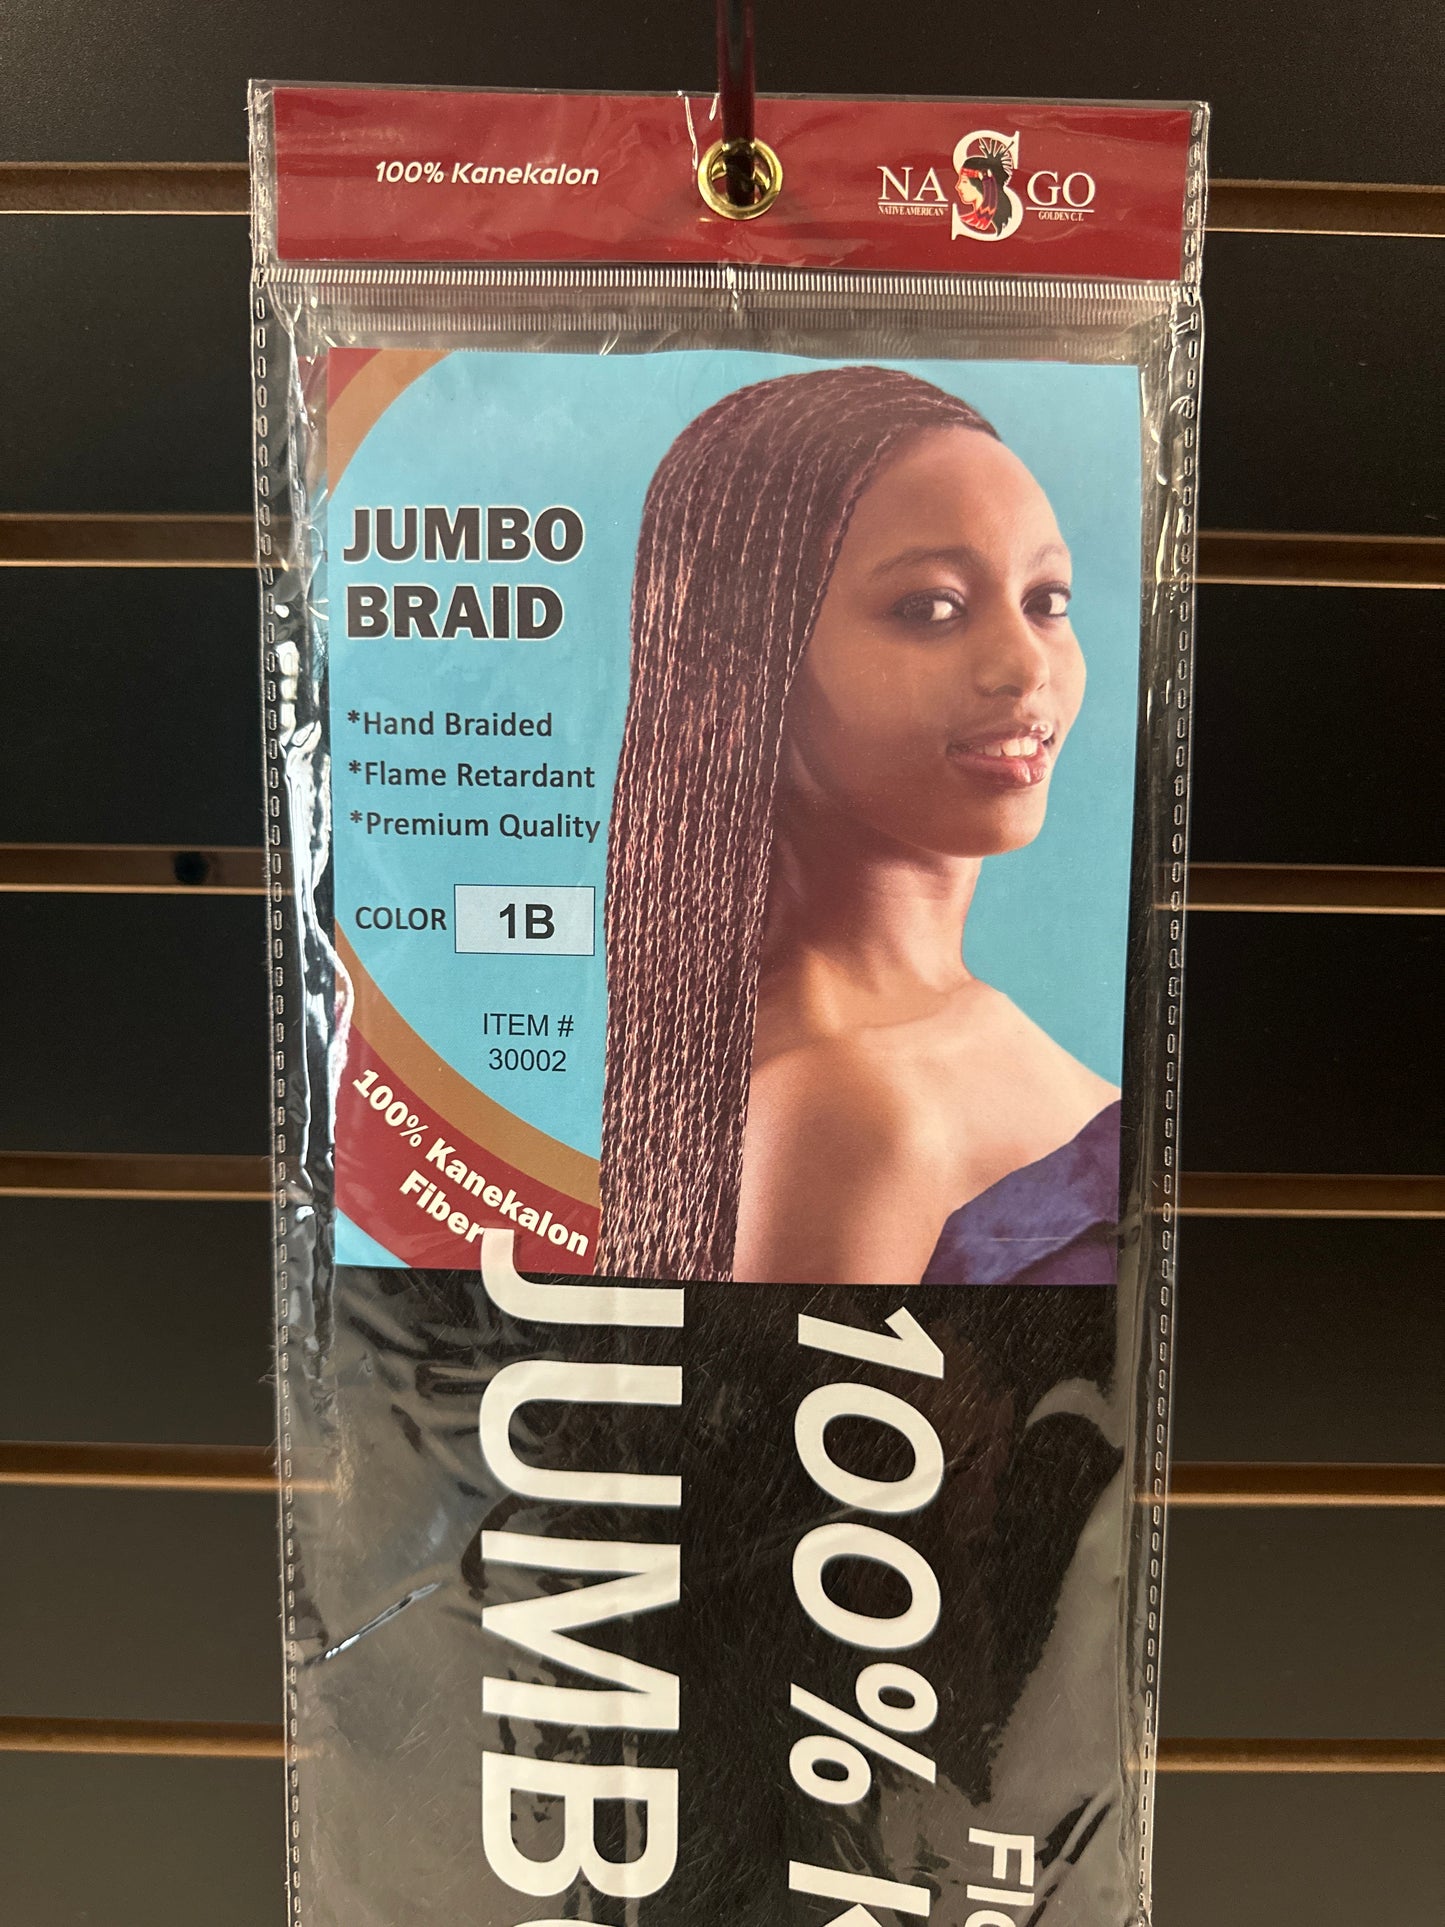 100% Kanekalon
NA S GO
NATIVE AMERICAN GOLDEN C.T.
JUMBO
BRAID
*Hand Braided
*Flame Retardant
*Premium Quality
COLOR 1B
ITEM #
30002
100% Kanekalon
Fiber
JUMB
100% K